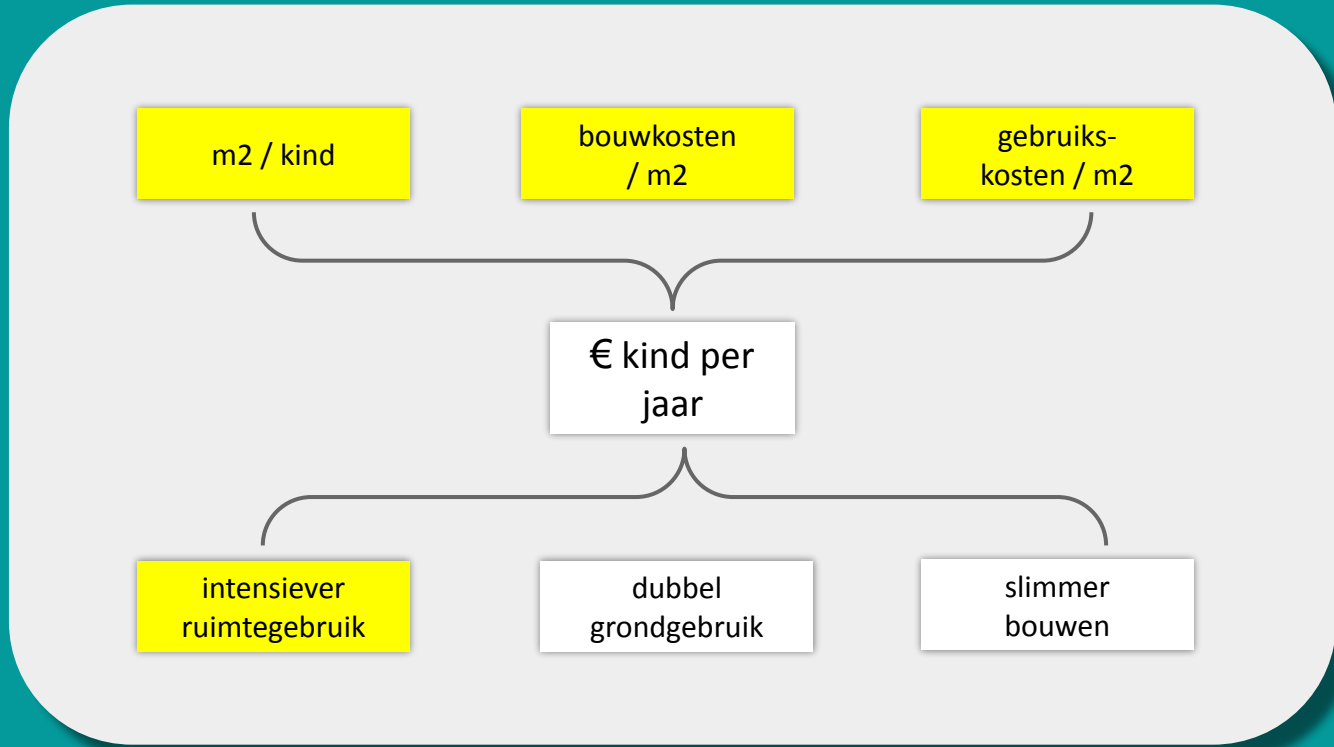 m2 / kind
bouwkosten
/ m2
gebruiks-
kosten / m2
€ kind per
jaar
intensiever
ruimtegebruik
dubbel
grondgebruik
slimmer
bouwen